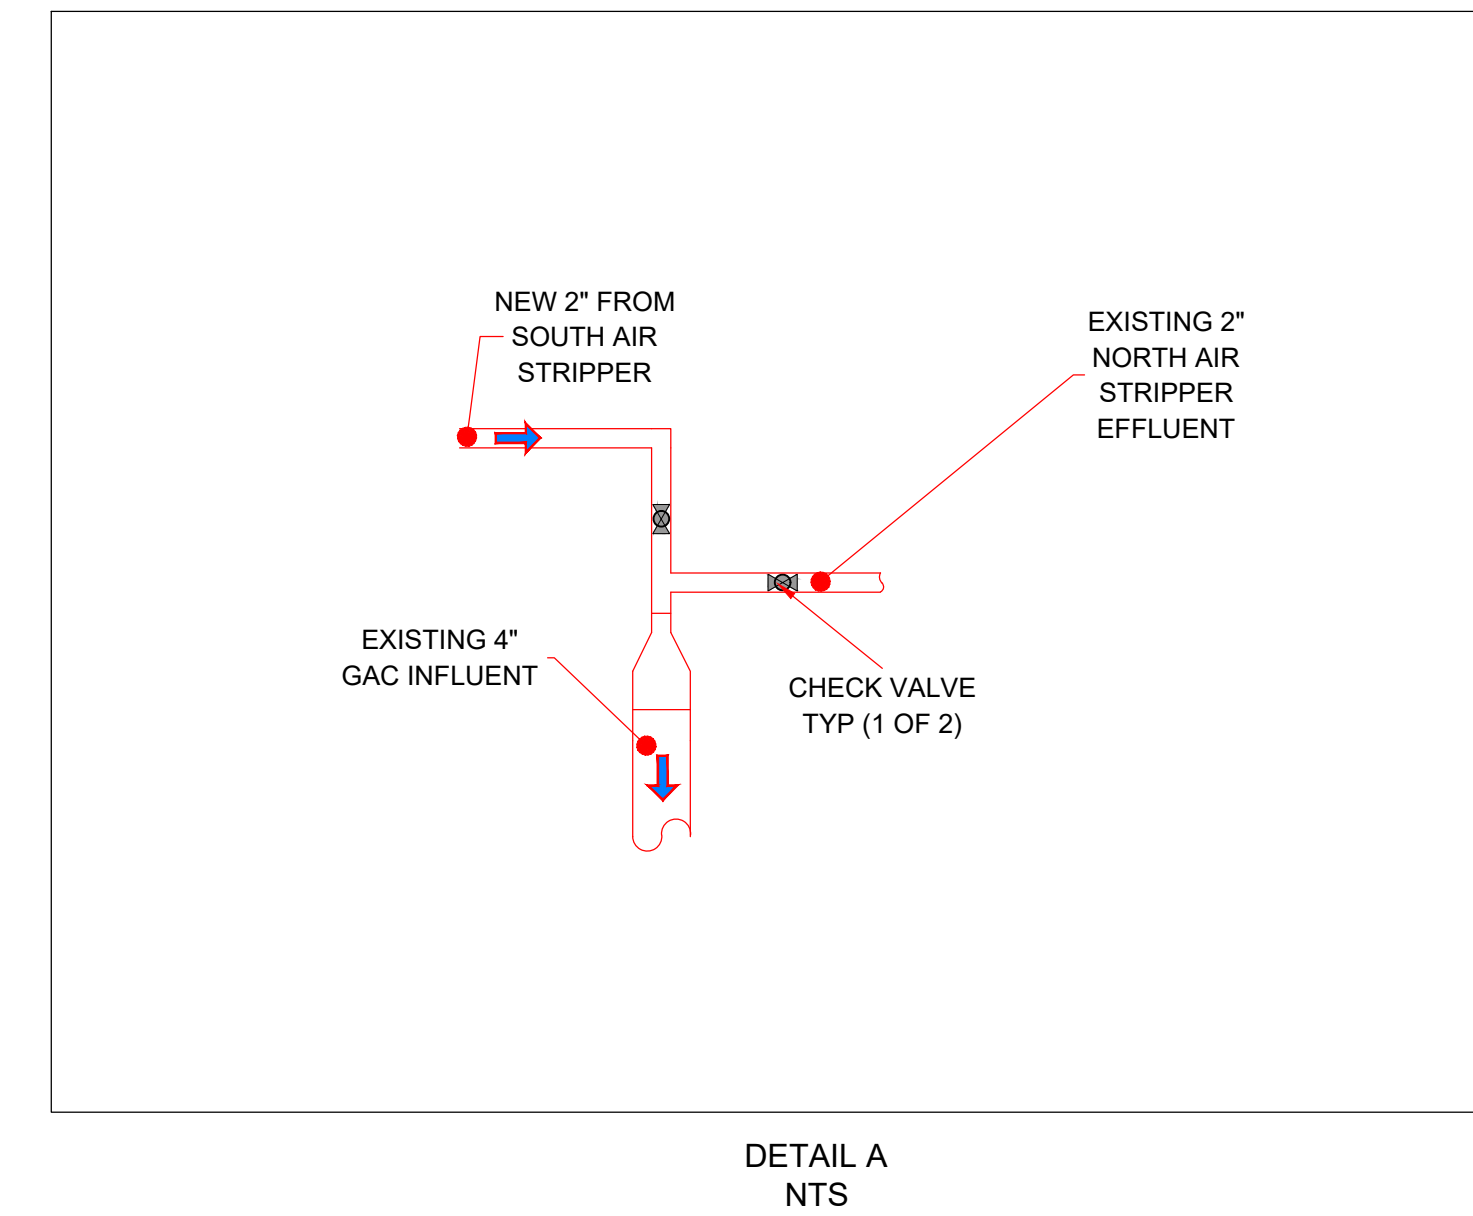 NEW 2" FROM
SOUTH AIR
STRIPPER
EXISTING 2"
NORTH AIR
STRIPPER
EFFLUENT
EXISTING 4"
GAC INFLUENT
CHECK VALVE
TYP (1 OF 2)
DETAIL A
NTS